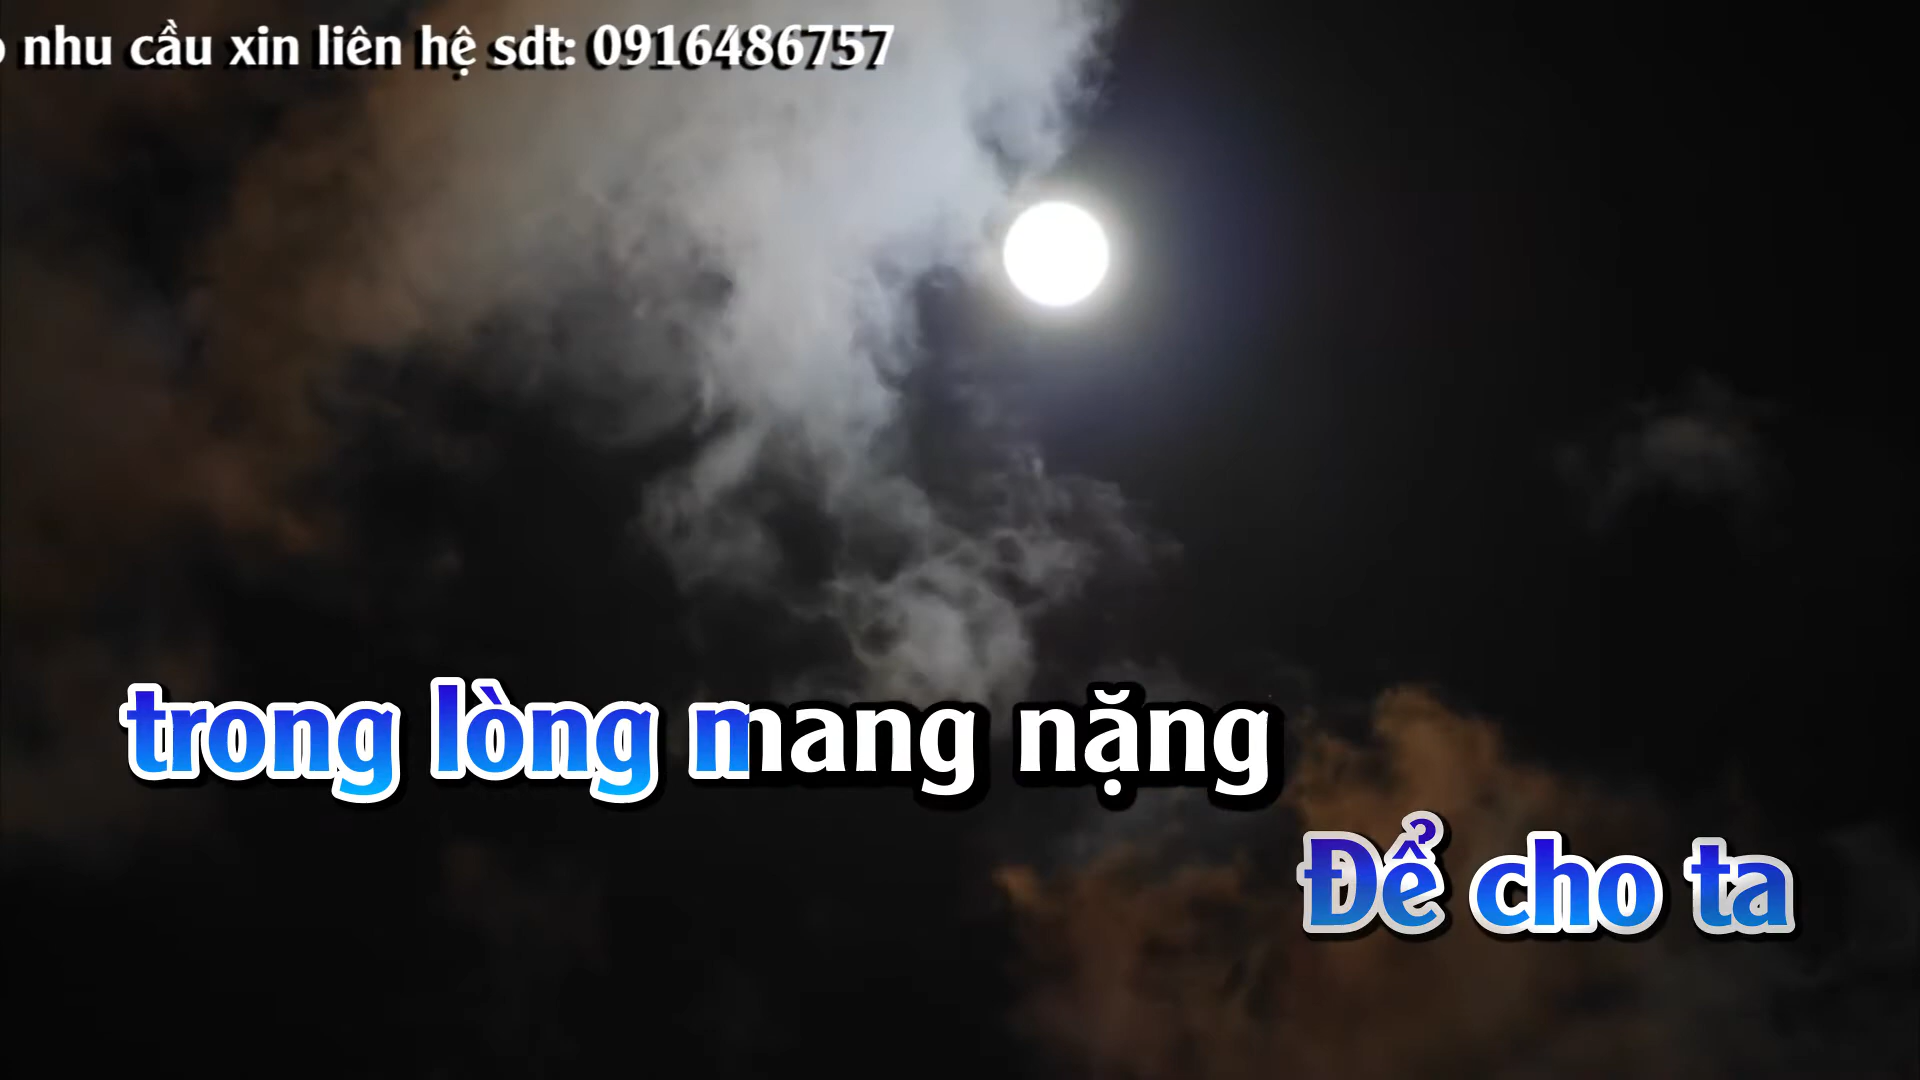 nhu cầu xin liên hệ sdt: 0916486757
trong lòng mang nặng
Để cho ta